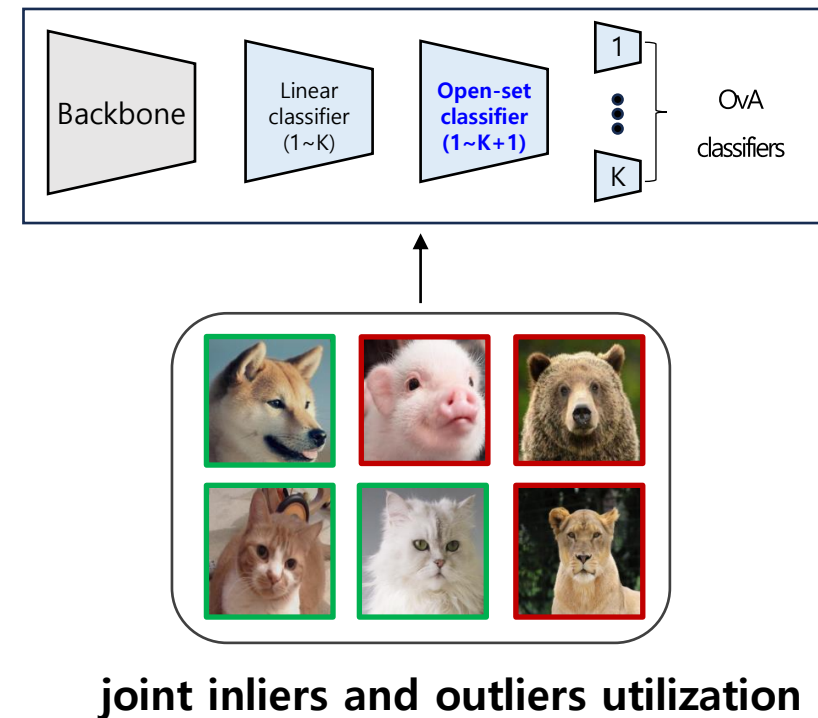 Backbone
Linear
classifier
(1~K)
Open-set
classifier
(1~K+1)
1
K
OvA
classifiers
joint inliers and outliers utilization